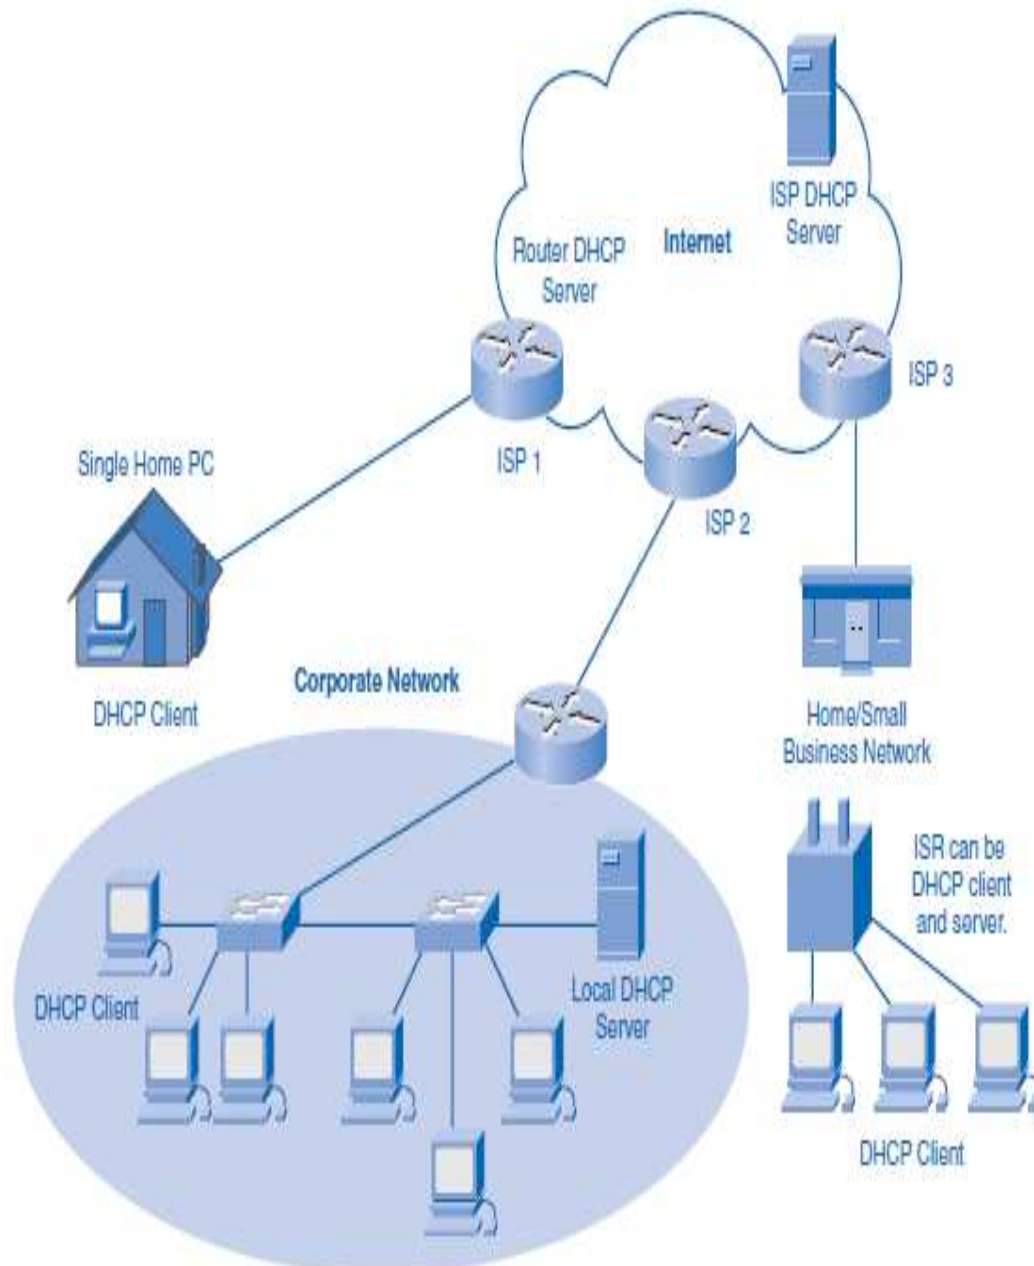 ISP DHCP
Server
Router DHCP
Server
Internet
ISP 3
ISP 1
ISP 2
Single Home PC
DHCP Client
Corporate Network
Home/Small
Business Network
ISR can be
DHCP client
and server.
DHCP Client
Local DHCP
Server
DHCP Client